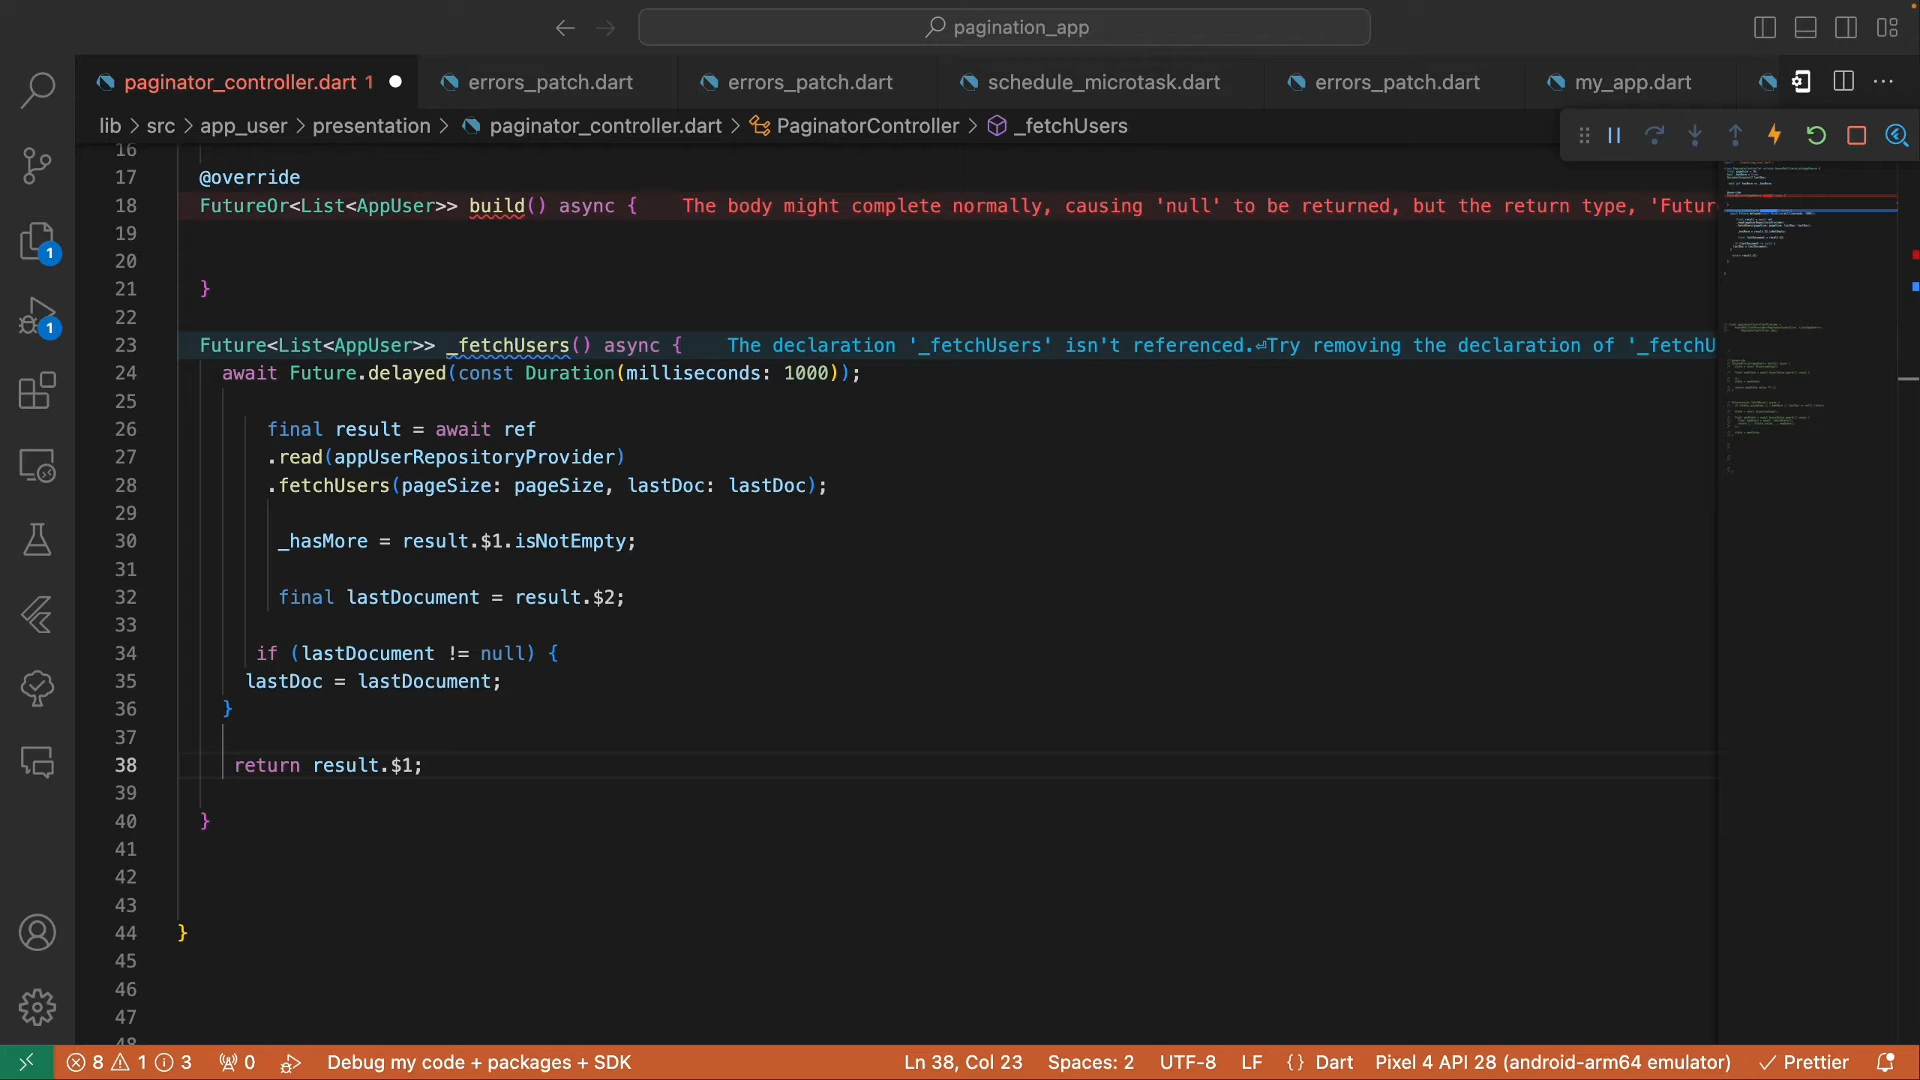 pagination_app
paginator_controller.dart 1
errors_patch.dart
errors_patch.dart
schedule_microtask.dart
errors_patch.dart
my_app.dart
lib > src > app_user > presentation > paginator_controller.dart > PaginatorController > _fetchUsers
16
17 @override
18 FutureOr<List<AppUser>> build() async { The body might complete normally, causing 'null' to be returned, but the return type, 'Futur
19
20
21 }
22
23 Future<List<AppUser>> _fetchUsers() async { The declaration '_fetchUsers' isn't referenced.⏎Try removing the declaration of '_fetchU
24 await Future.delayed(const Duration(milliseconds: 1000));
25
26 final result = await ref
27 .read(appUserRepositoryProvider)
28 .fetchUsers(pageSize: pageSize, lastDoc: lastDoc);
29
30 _hasMore = result.$1.isNotEmpty;
31
32 final lastDocument = result.$2;
33
34 if (lastDocument != null) {
35 lastDoc = lastDocument;
36 }
37
38 return result.$1;
39
40 }
41
42
43
44 }
45
46
47
48
1
1
8 1 3 0 Debug my code + packages + SDK Ln 38, Col 23 Spaces: 2 UTF-8 LF {} Dart Pixel 4 API 28 (android-arm64 emulator) Prettier